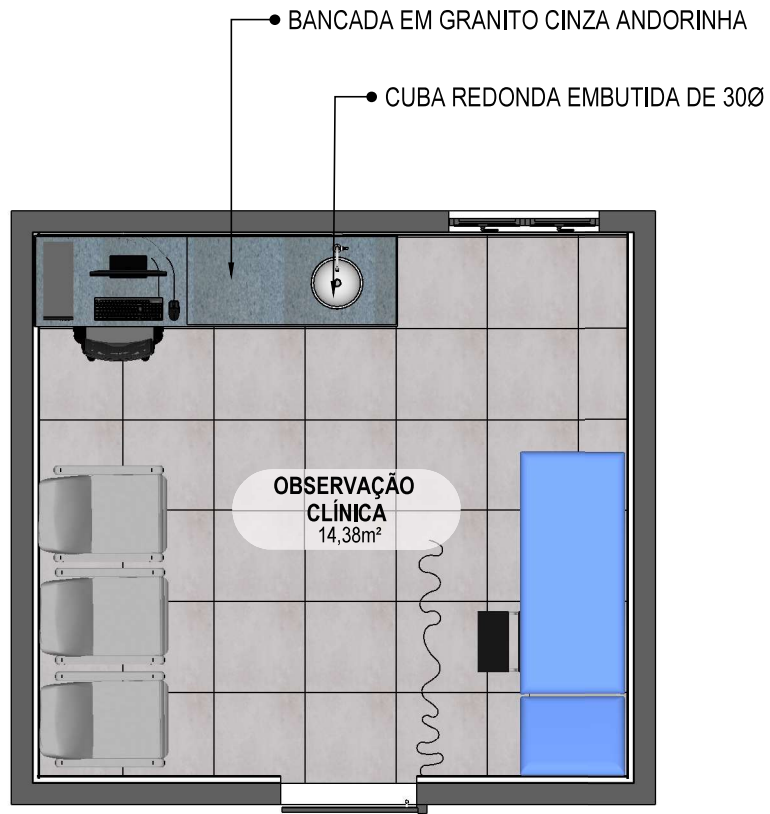 BANCADA EM GRANITO CINZA ANDORINHA
CUBA REDONDA EMBUTIDA DE 30Ø
OBSERVAÇÃO
CLÍNICA
14,38m²